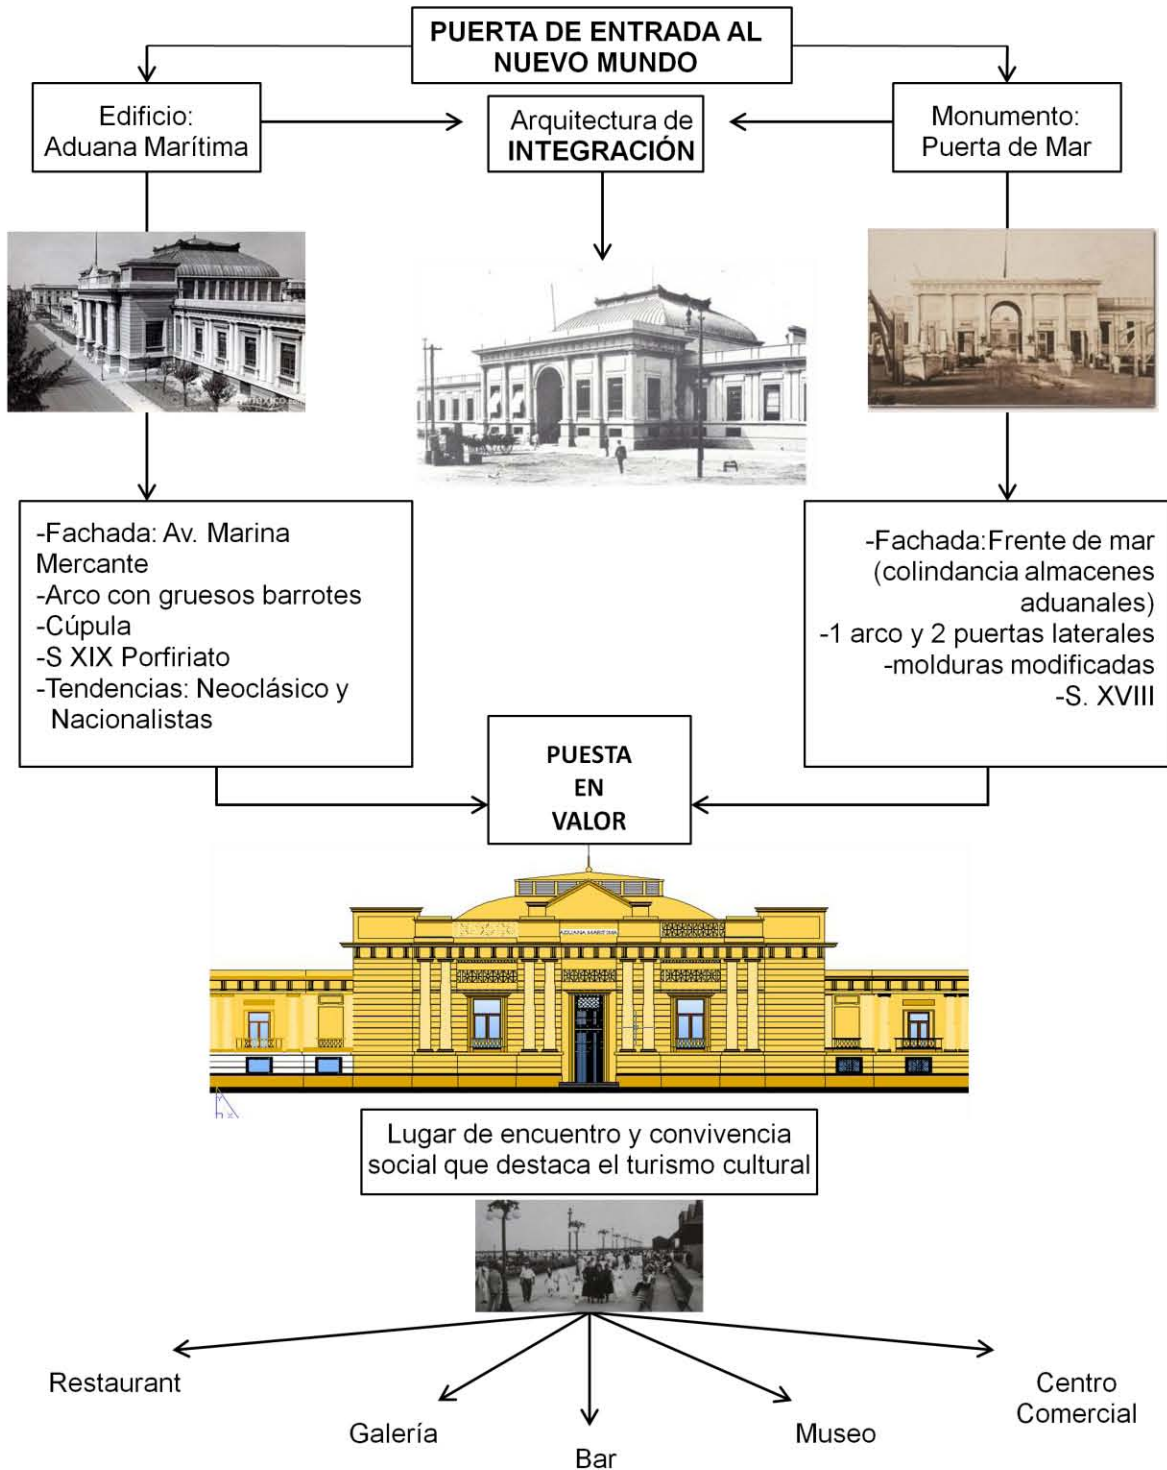 PUERTA DE ENTRADA AL
NUEVO MUNDO
Edificio:
Aduana Marítima
Arquitectura de
INTEGRACIÓN
Monumento:
Puerta de Mar
-Fachada: Av. Marina
Mercante
-Arco con gruesos barrotes
-Cúpula
-S XIX Porfiriato
-Tendencias: Neoclásico y
Nacionalistas
-Fachada:Frente de mar
(colindancia almacenes
aduanales)
-1 arco y 2 puertas laterales
-molduras modificadas
-S. XVIII
PUESTA
EN
VALOR
ADUANA MARITIMA
Lugar de encuentro y convivencia
social que destaca el turismo cultural
Restaurant
Galería
Bar
Museo
Centro
Comercial